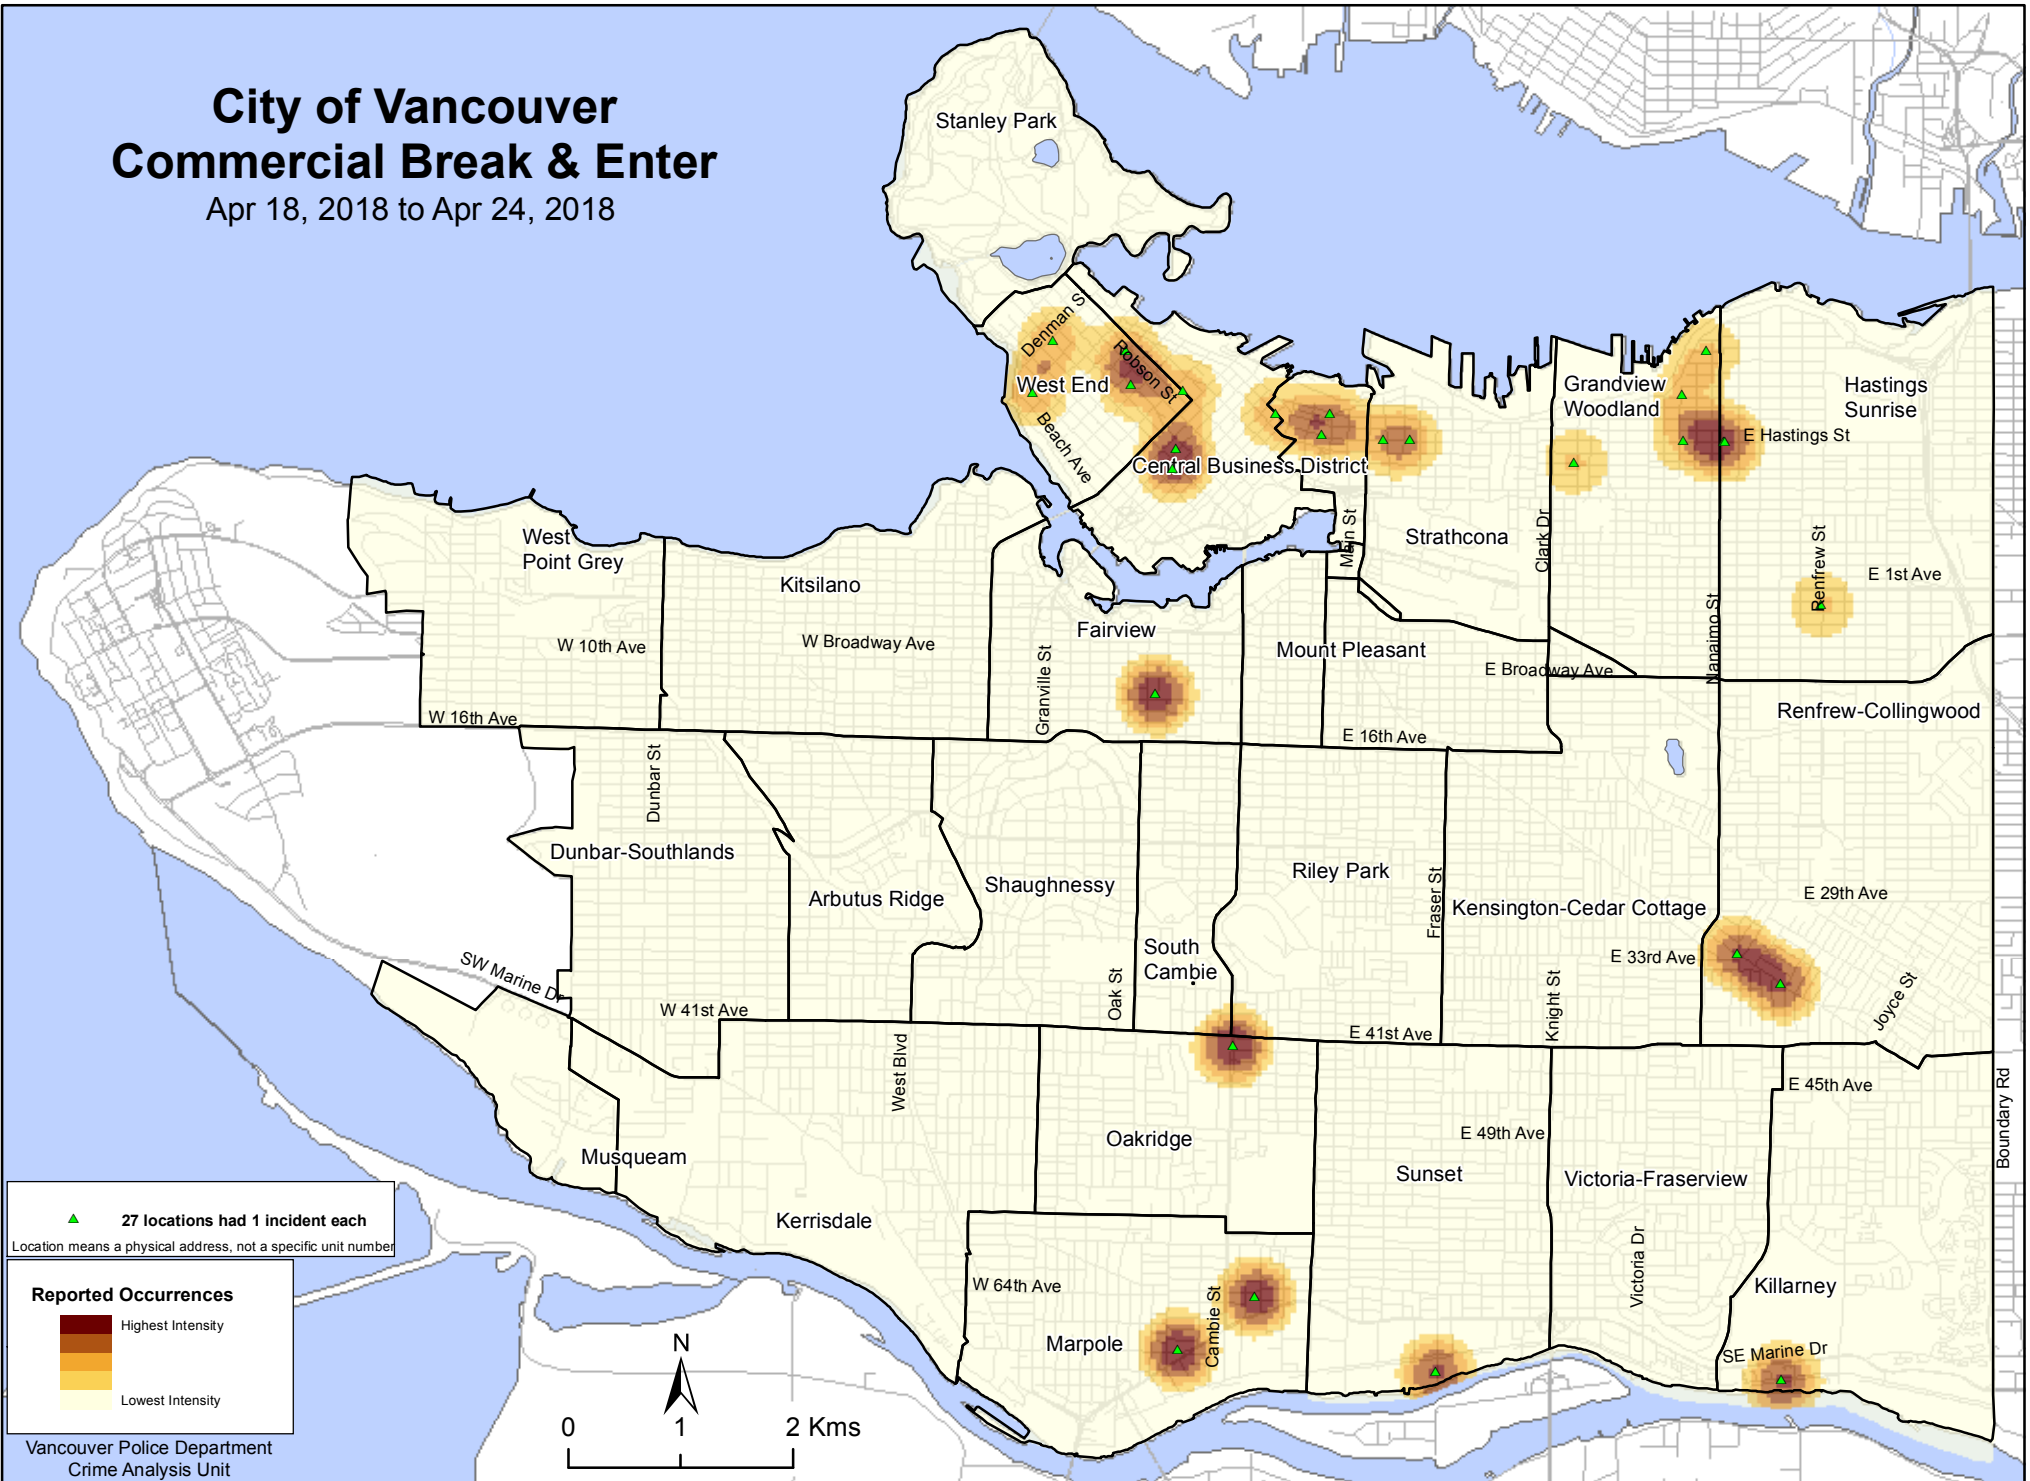 City of Vancouver
Commercial Break & Enter
Apr 18, 2018 to Apr 24, 2018
Stanley Park
Denman S
Robson St
West End
Beach Ave
Central Business District
Grandview
Woodland
Hastings
Sunrise
E Hastings St
Main St
Strathcona
Clark Dr
Renfrew St
E 1st Ave
Nanaimo St
West
Point Grey
Kitsilano
W 10th Ave
W Broadway Ave
Granville St
Fairview
Mount Pleasant
E Broadway Ave
W 16th Ave
E 16th Ave
Renfrew-Collingwood
Dunbar St
Dunbar-Southlands
Arbutus Ridge
Shaughnessy
South
Cambie
Riley Park
Fraser St
Kensington-Cedar Cottage
E 29th Ave
E 33rd Ave
SW Marine Dr
W 41st Ave
Oak St
E 41st Ave
Knight St
Joyce St
West Blvd
E 45th Ave
Boundary Rd
Musqueam
Oakridge
E 49th Ave
Sunset
Victoria-Fraserview
Kerrisdale
Victoria Dr
Killarney
W 64th Ave
Cambie St
Marpole
SE Marine Dr
27 locations had 1 incident each
Location means a physical address, not a specific unit number
Reported Occurrences
Highest Intensity
Lowest Intensity
Vancouver Police Department
Crime Analysis Unit
N
0 1 2 Kms